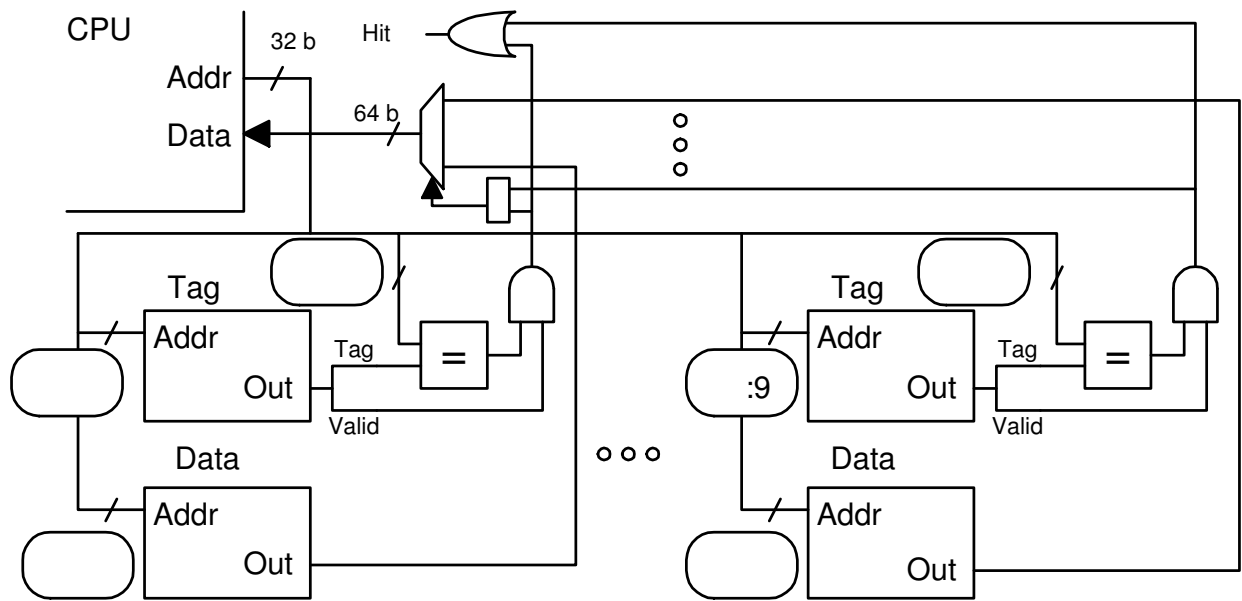 CPU
32 b
Hit
Addr
64 b
Data
Tag
Addr
Tag
=
Out
Valid
Data
Addr
Out
Tag
Addr
Tag
=
:9
Out
Valid
Data
Addr
Out